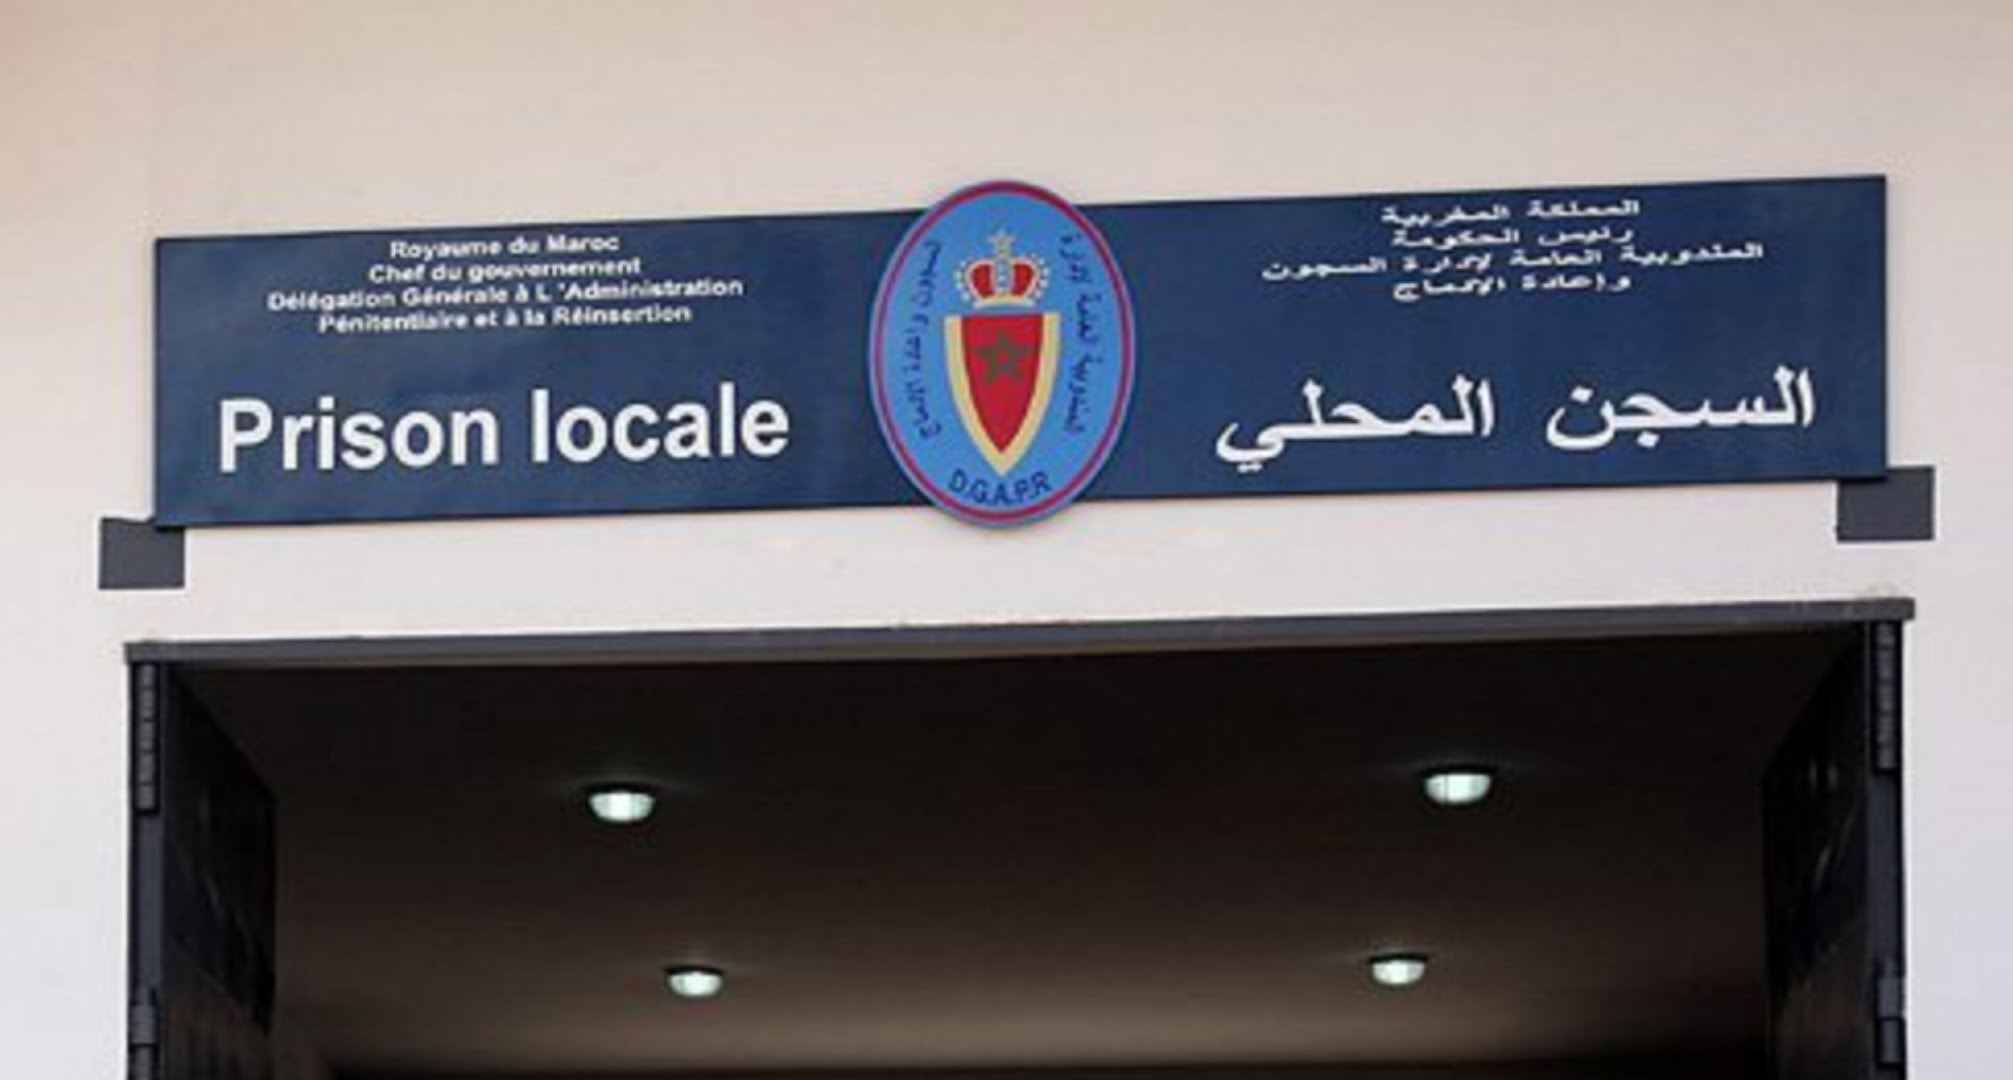 Royaume du Maroc
Chef du gouvernement
Délégation Générale à L 'Administration
Pénitentiaire et à la Réinsertion
Prison locale
D.G.A.P.R
المملكة المغربية
رئيس الحكومة
المندوبية العامة لإدارة السجون
وإعادة الإدماج
السجن المحلي